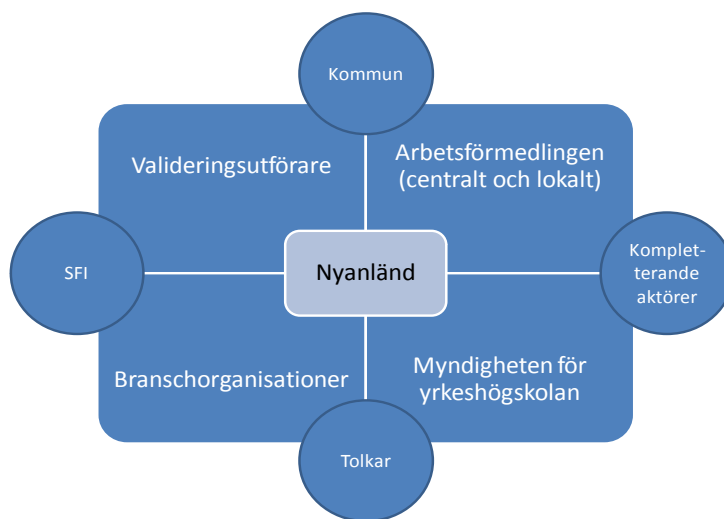 Kommun
Valideringsutförare
Arbetsförmedlingen
(centralt och lokalt)
SFI
Nyanländ
Komplet-
terande
aktörer
Branschorganisationer
Myndigheten för
yrkeshögskolan
Tolkar